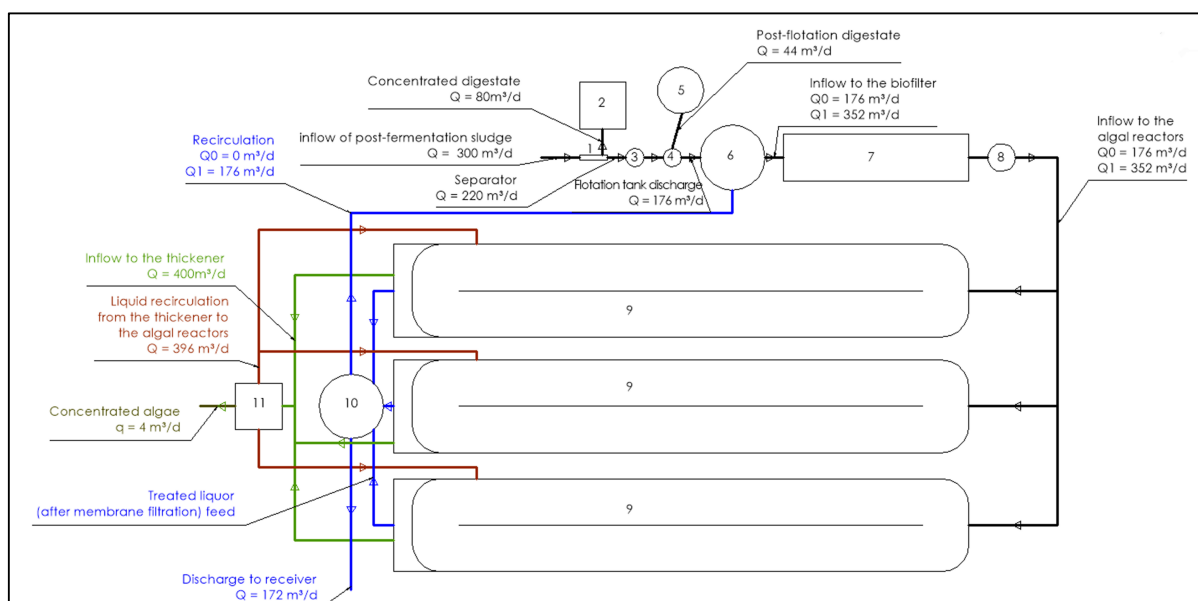 Post-flotation digestate
Q = 44 m³/d
Concentrated digestate
Q = 80m³/d
2
5
Inflow to the biofilter
Q0 = 176 m³/d
Q1 = 352 m³/d
Inflow to the
algal reactors
Q0 = 176 m³/d
Q1 = 352 m³/d
Recirculation
Q0 = 0 m³/d
Q1 = 176 m³/d
inflow of post-fermentation sludge
Q = 300 m³/d
1
3
4
6
7
8
Separator
Q = 220 m³/d
Flotation tank discharge
Q = 176 m³/d
Inflow to the thickener
Q = 400m³/d
Liquid recirculation
from the thickener to
the algal reactors
Q = 396 m³/d
9
Concentrated algae
q = 4 m³/d
11
10
9
Treated liquor
(after membrane filtration) feed
9
Discharge to receiver
Q = 172 m³/d